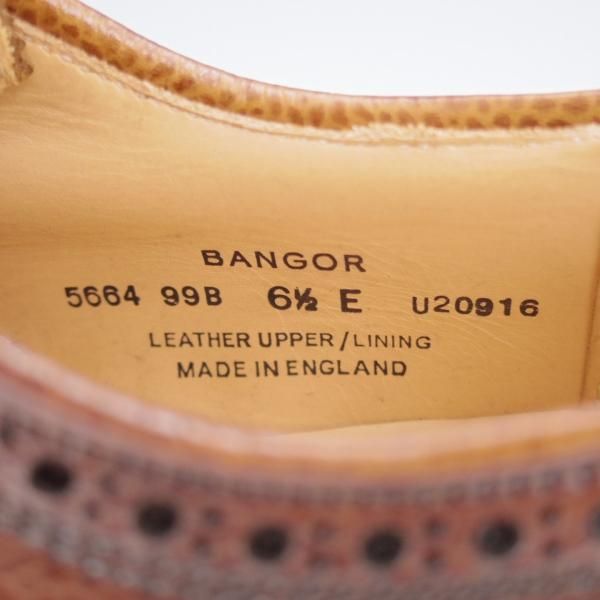 BANGOR
5664 99B 6½ E U20916
LEATHER UPPER/LINING
MADE IN ENGLAND